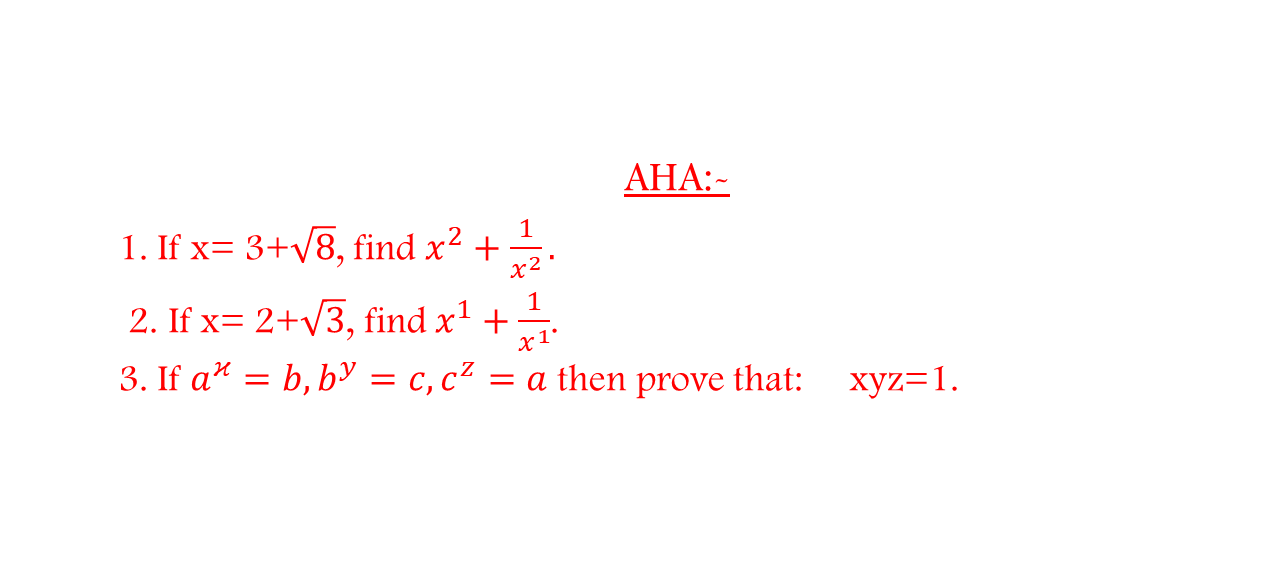 AHA:~
1. If x= 3+√8, find x² + 1/x².
2. If x= 2+√3, find x¹ + 1/x¹.
3. If aˣ = b, bʸ = c, cᶻ = a then prove that: xyz=1.